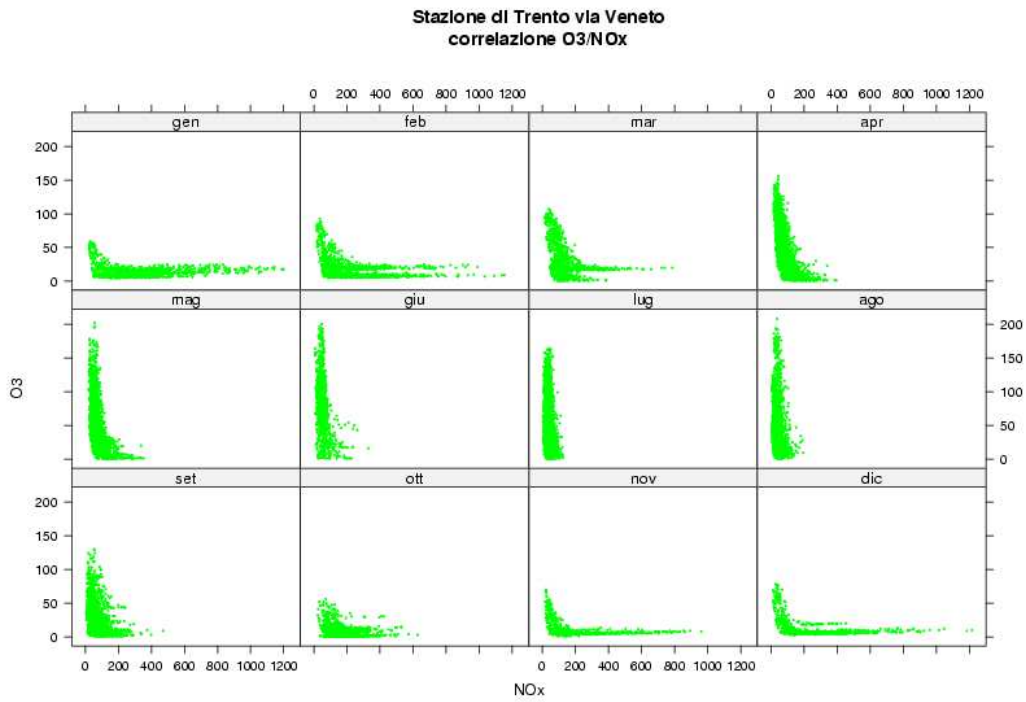 Stazione di Trento via Veneto
correlazione O3/NOx
0 200 400 600 800 1000 1200 0 200 400 600 800 1000 1200
gen feb mar apr
200
150
100
50
0
mag giu lug ago
200
150
100
50
0
O3
set ott nov dic
200
150
100
50
0
0 200 400 600 800 1000 1200 0 200 400 600 800 1000 1200
NOx